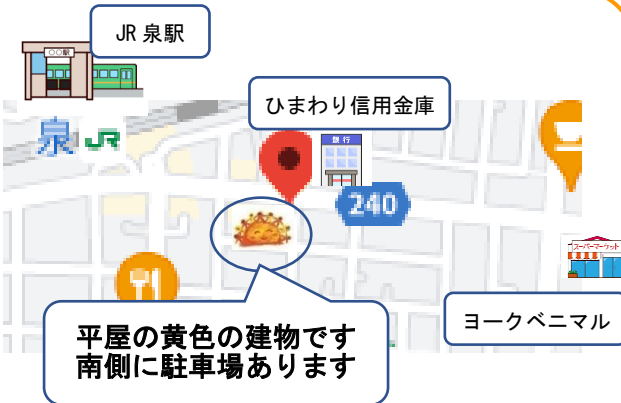 JR 泉駅
○○駅
ひまわり信用金庫
泉 JR
銀行
240
スーパーマーケット
ヨークベニマル
平屋の黄色の建物です
南側に駐車場あります